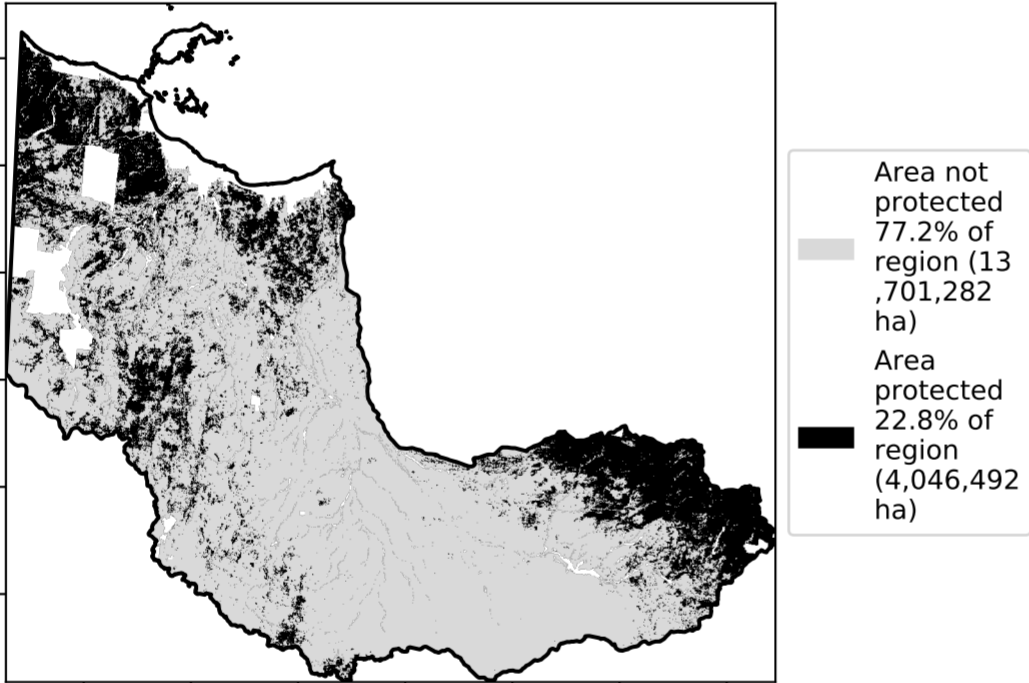 Area not
protected
77.2% of
region (13
,701,282
ha)
Area
protected
22.8% of
region
(4,046,492
ha)